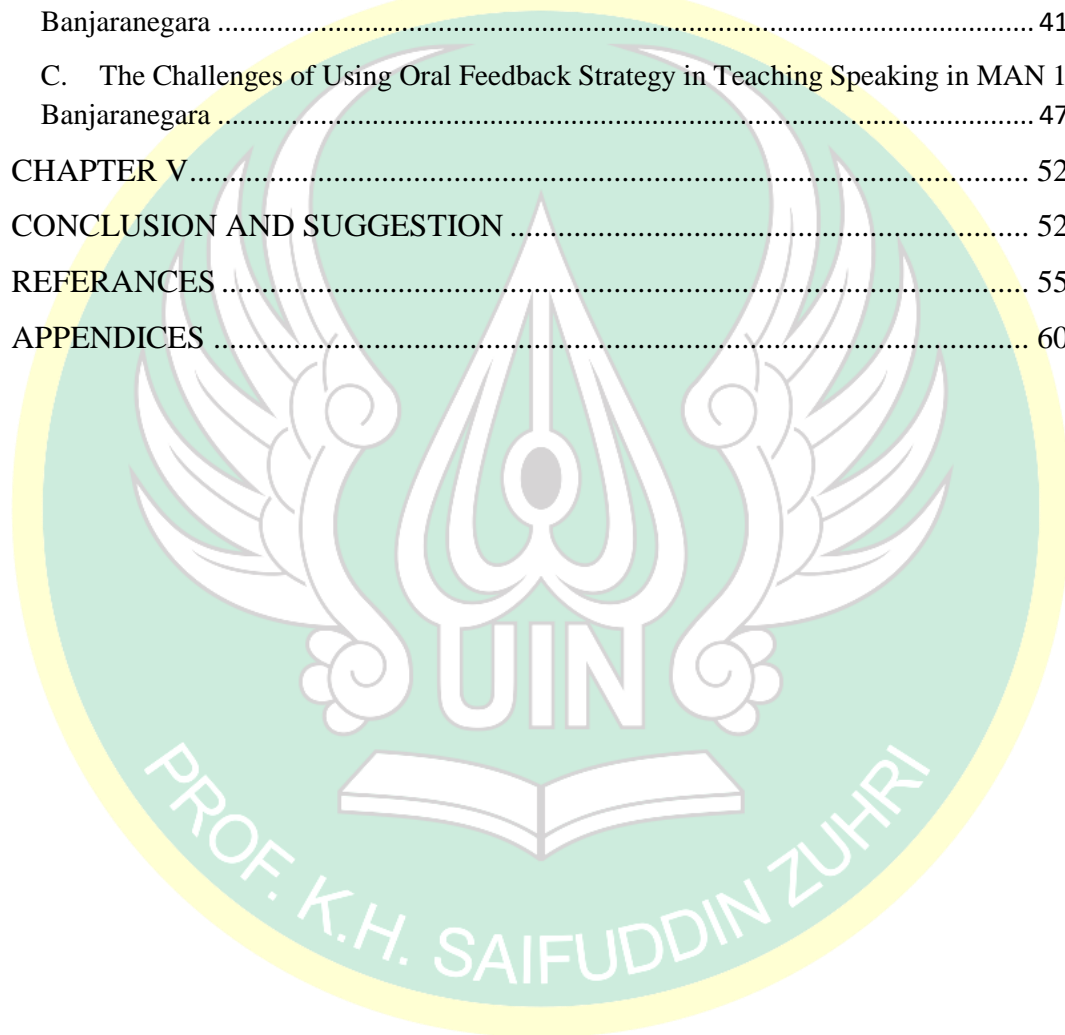 Banjaranegara ................................................................................................ 41
C. The Challenges of Using Oral Feedback Strategy in Teaching Speaking in MAN 1
Banjaranegara ................................................................................................ 47
CHAPTER V............................................................................................. 52
CONCLUSION AND SUGGESTION ......................................................... 52
REFERANCES ......................................................................................... 55
APPENDICES .......................................................................................... 60
UIN
PROF. K.H. SAIFUDDIN ZUHRI